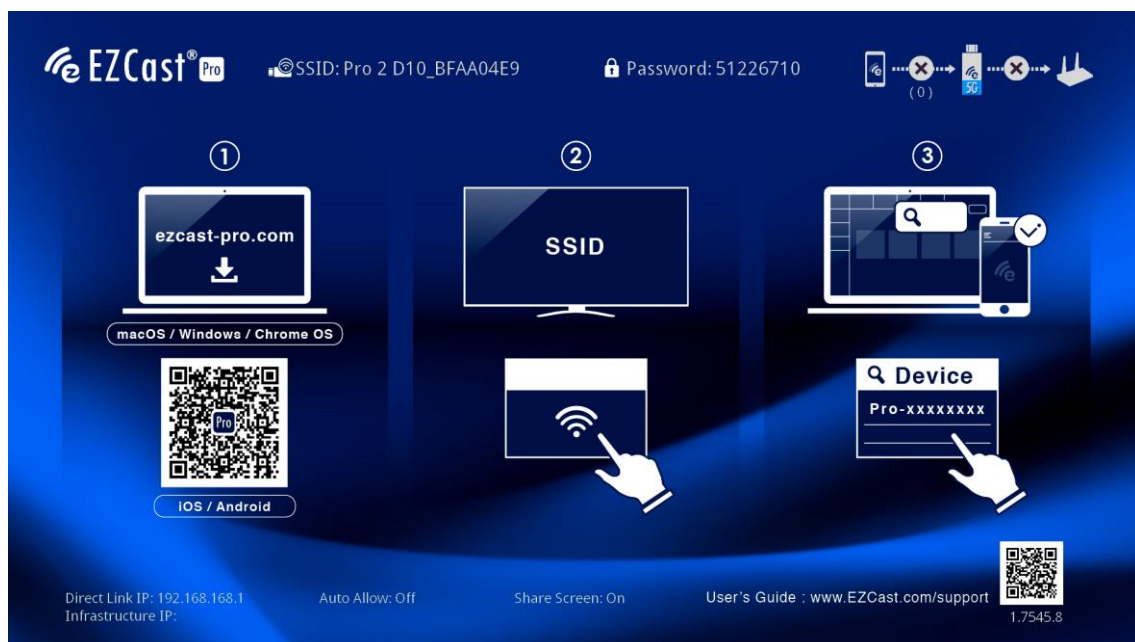 EZCast® Pro
SSID: Pro 2 D10_BFAA04E9
Password: 51226710
(0)
5G
1
2
3
ezcast-pro.com
SSID
macOS / Windows / Chrome OS
Pro
Device
Pro-xxxxxxxx
iOS / Android
Direct Link IP: 192.168.168.1
Auto Allow: Off
Share Screen: On
User's Guide : www.EZCast.com/support
Infrastructure IP:
1.7545.8